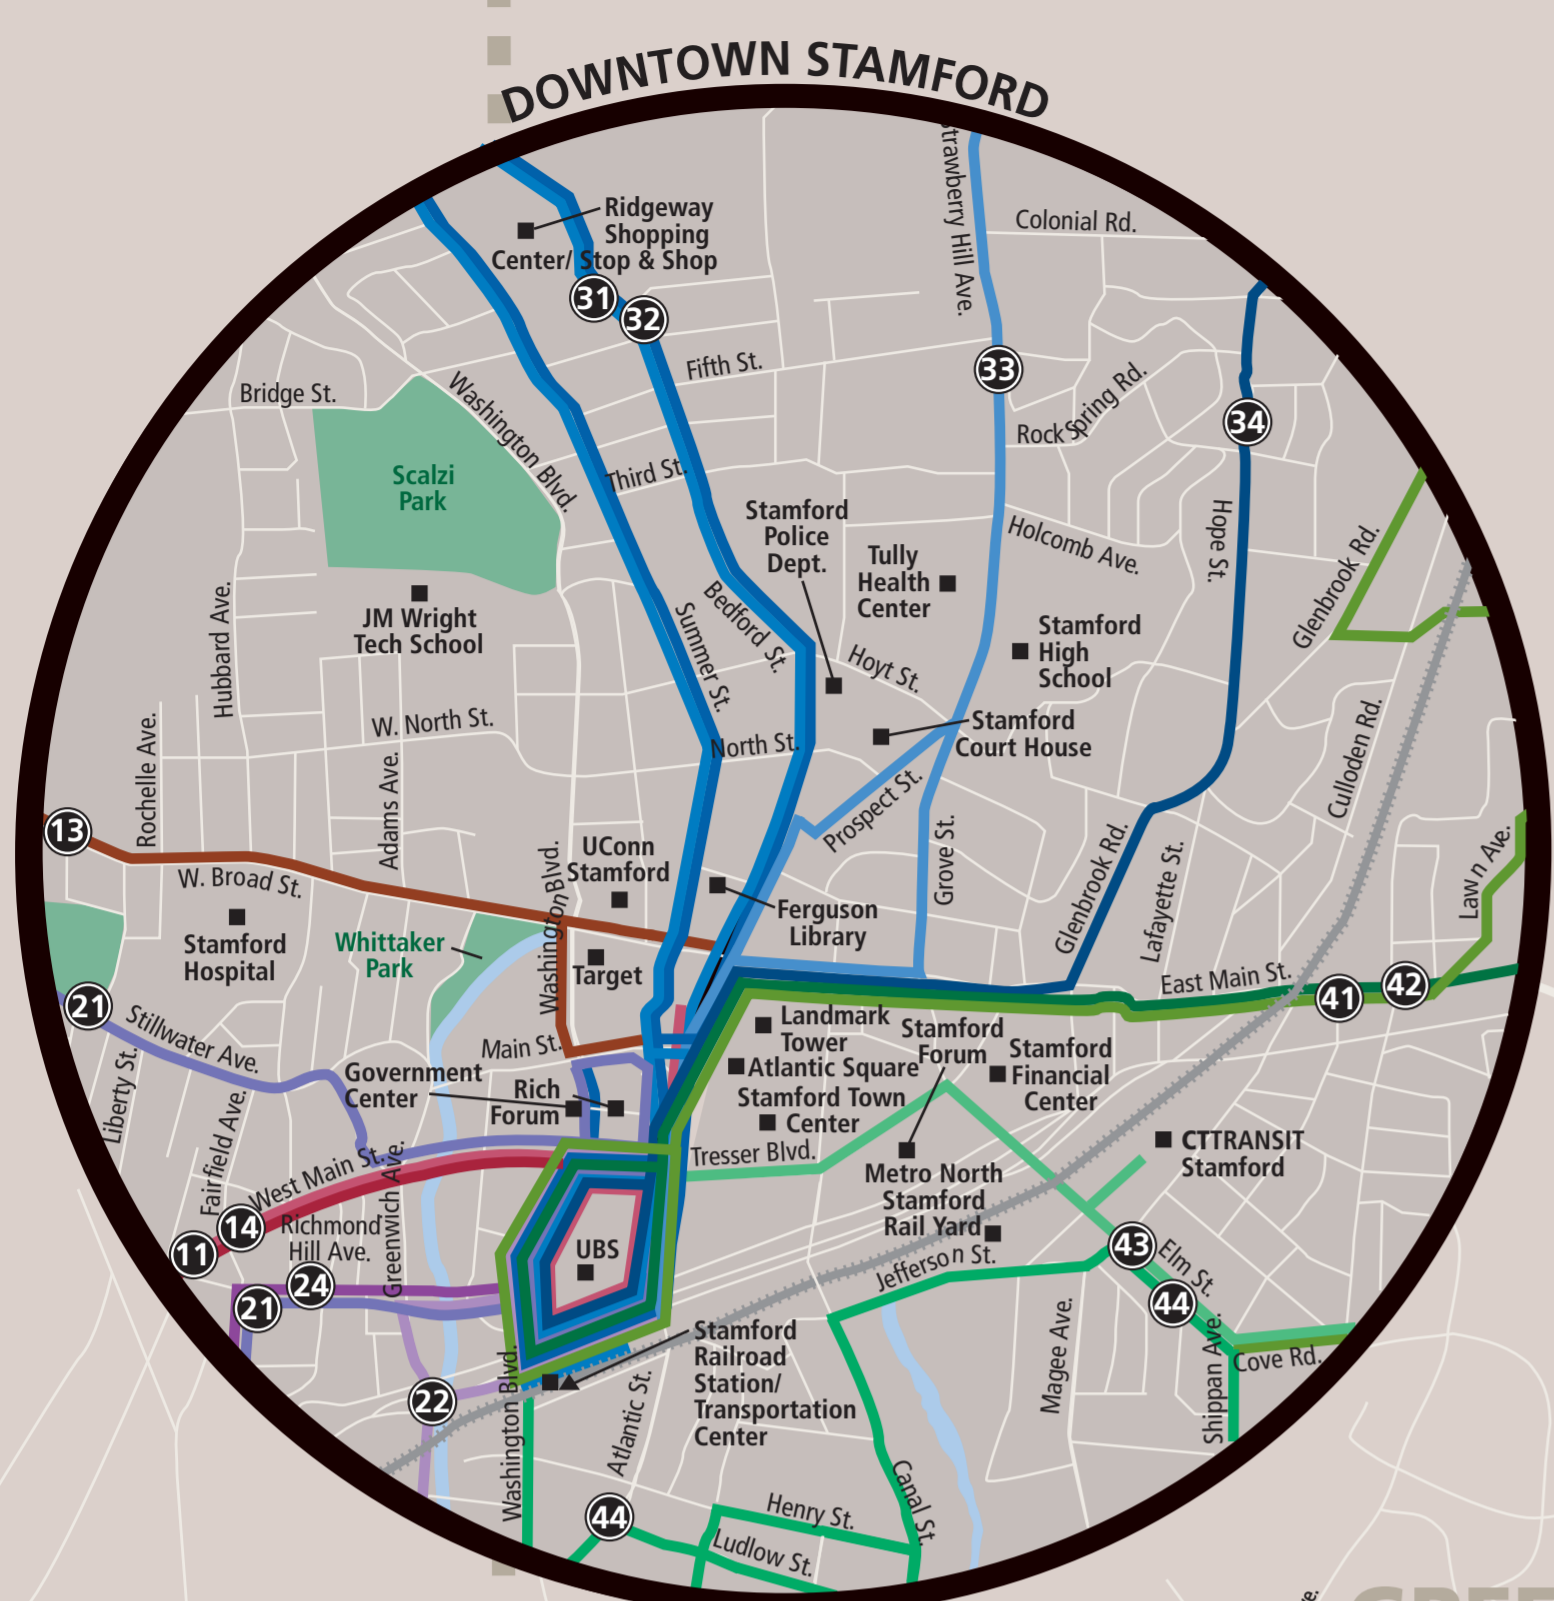 DOWNTOWN STAMFORD
Ridgeway
Shopping
Center/ Stop & Shop
Strawberry Hill Ave.
Colonial Rd.
31
32
33
34
Fifth St.
Bridge St.
Washington Blvd.
Rock Spring Rd.
Scalzi
Park
Third St.
Stamford
Police
Dept.
Tully
Health
Center
Holcomb Ave.
Hope St.
Glenbrook Rd.
JM Wright
Tech School
Hubbard Ave.
Summer St.
Bedford St.
Hoyt St.
Stamford
High
School
W. North St.
North St.
Stamford
Court House
Rochelle Ave.
Adams Ave.
Prospect St.
Culloden Rd.
13
W. Broad St.
UConn
Stamford
Washington Blvd.
Grove St.
Glenbrook Rd.
Lafayette St.
Lawn Ave.
Stamford
Hospital
Whittaker
Park
Target
Ferguson
Library
East Main St.
41
42
21
Stillwater Ave.
Main St.
Landmark
Tower
Stamford
Forum
Stamford
Financial
Center
Atlantic Square
Government
Center
Rich
Forum
Stamford Town
Center
Liberty St.
Fairfield Ave.
West Main St.
Greenwich Ave.
Tresser Blvd.
CTTRANSIT
Stamford
Metro North
Stamford
Rail Yard
14
11
Richmond
Hill Ave.
UBS
24
21
Jefferson St.
43
Elm St.
44
Stamford
Railroad
Station/
Transportation
Center
Magee Ave.
Shippan Ave.
Cove Rd.
22
Washington Blvd.
Atlantic St.
Canal St.
44
Henry St.
Ludlow St.